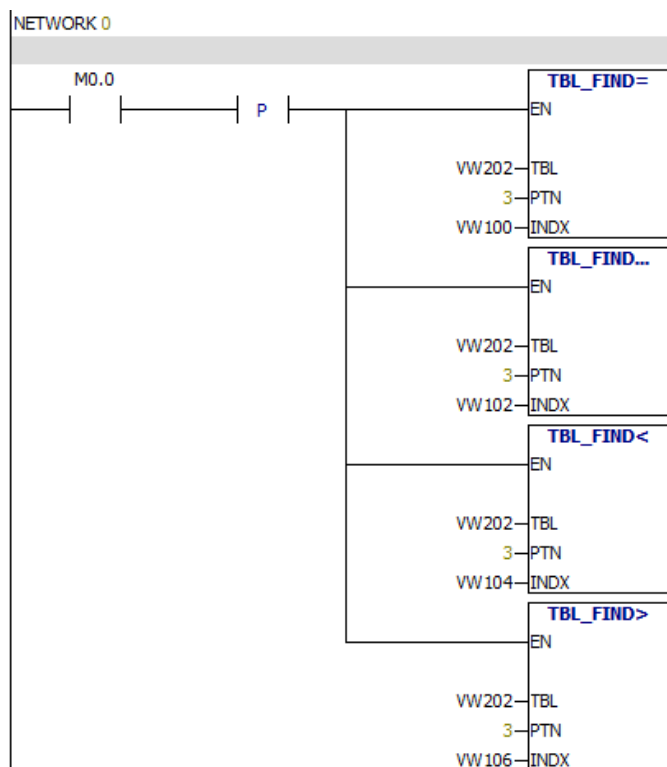 NETWORK 0
M0.0
P
TBL_FIND=
EN
VW202 TBL
3 PTN
VW100 INDX
TBL_FIND...
EN
VW202 TBL
3 PTN
VW102 INDX
TBL_FIND<
EN
VW202 TBL
3 PTN
VW104 INDX
TBL_FIND>
EN
VW202 TBL
3 PTN
VW106 INDX